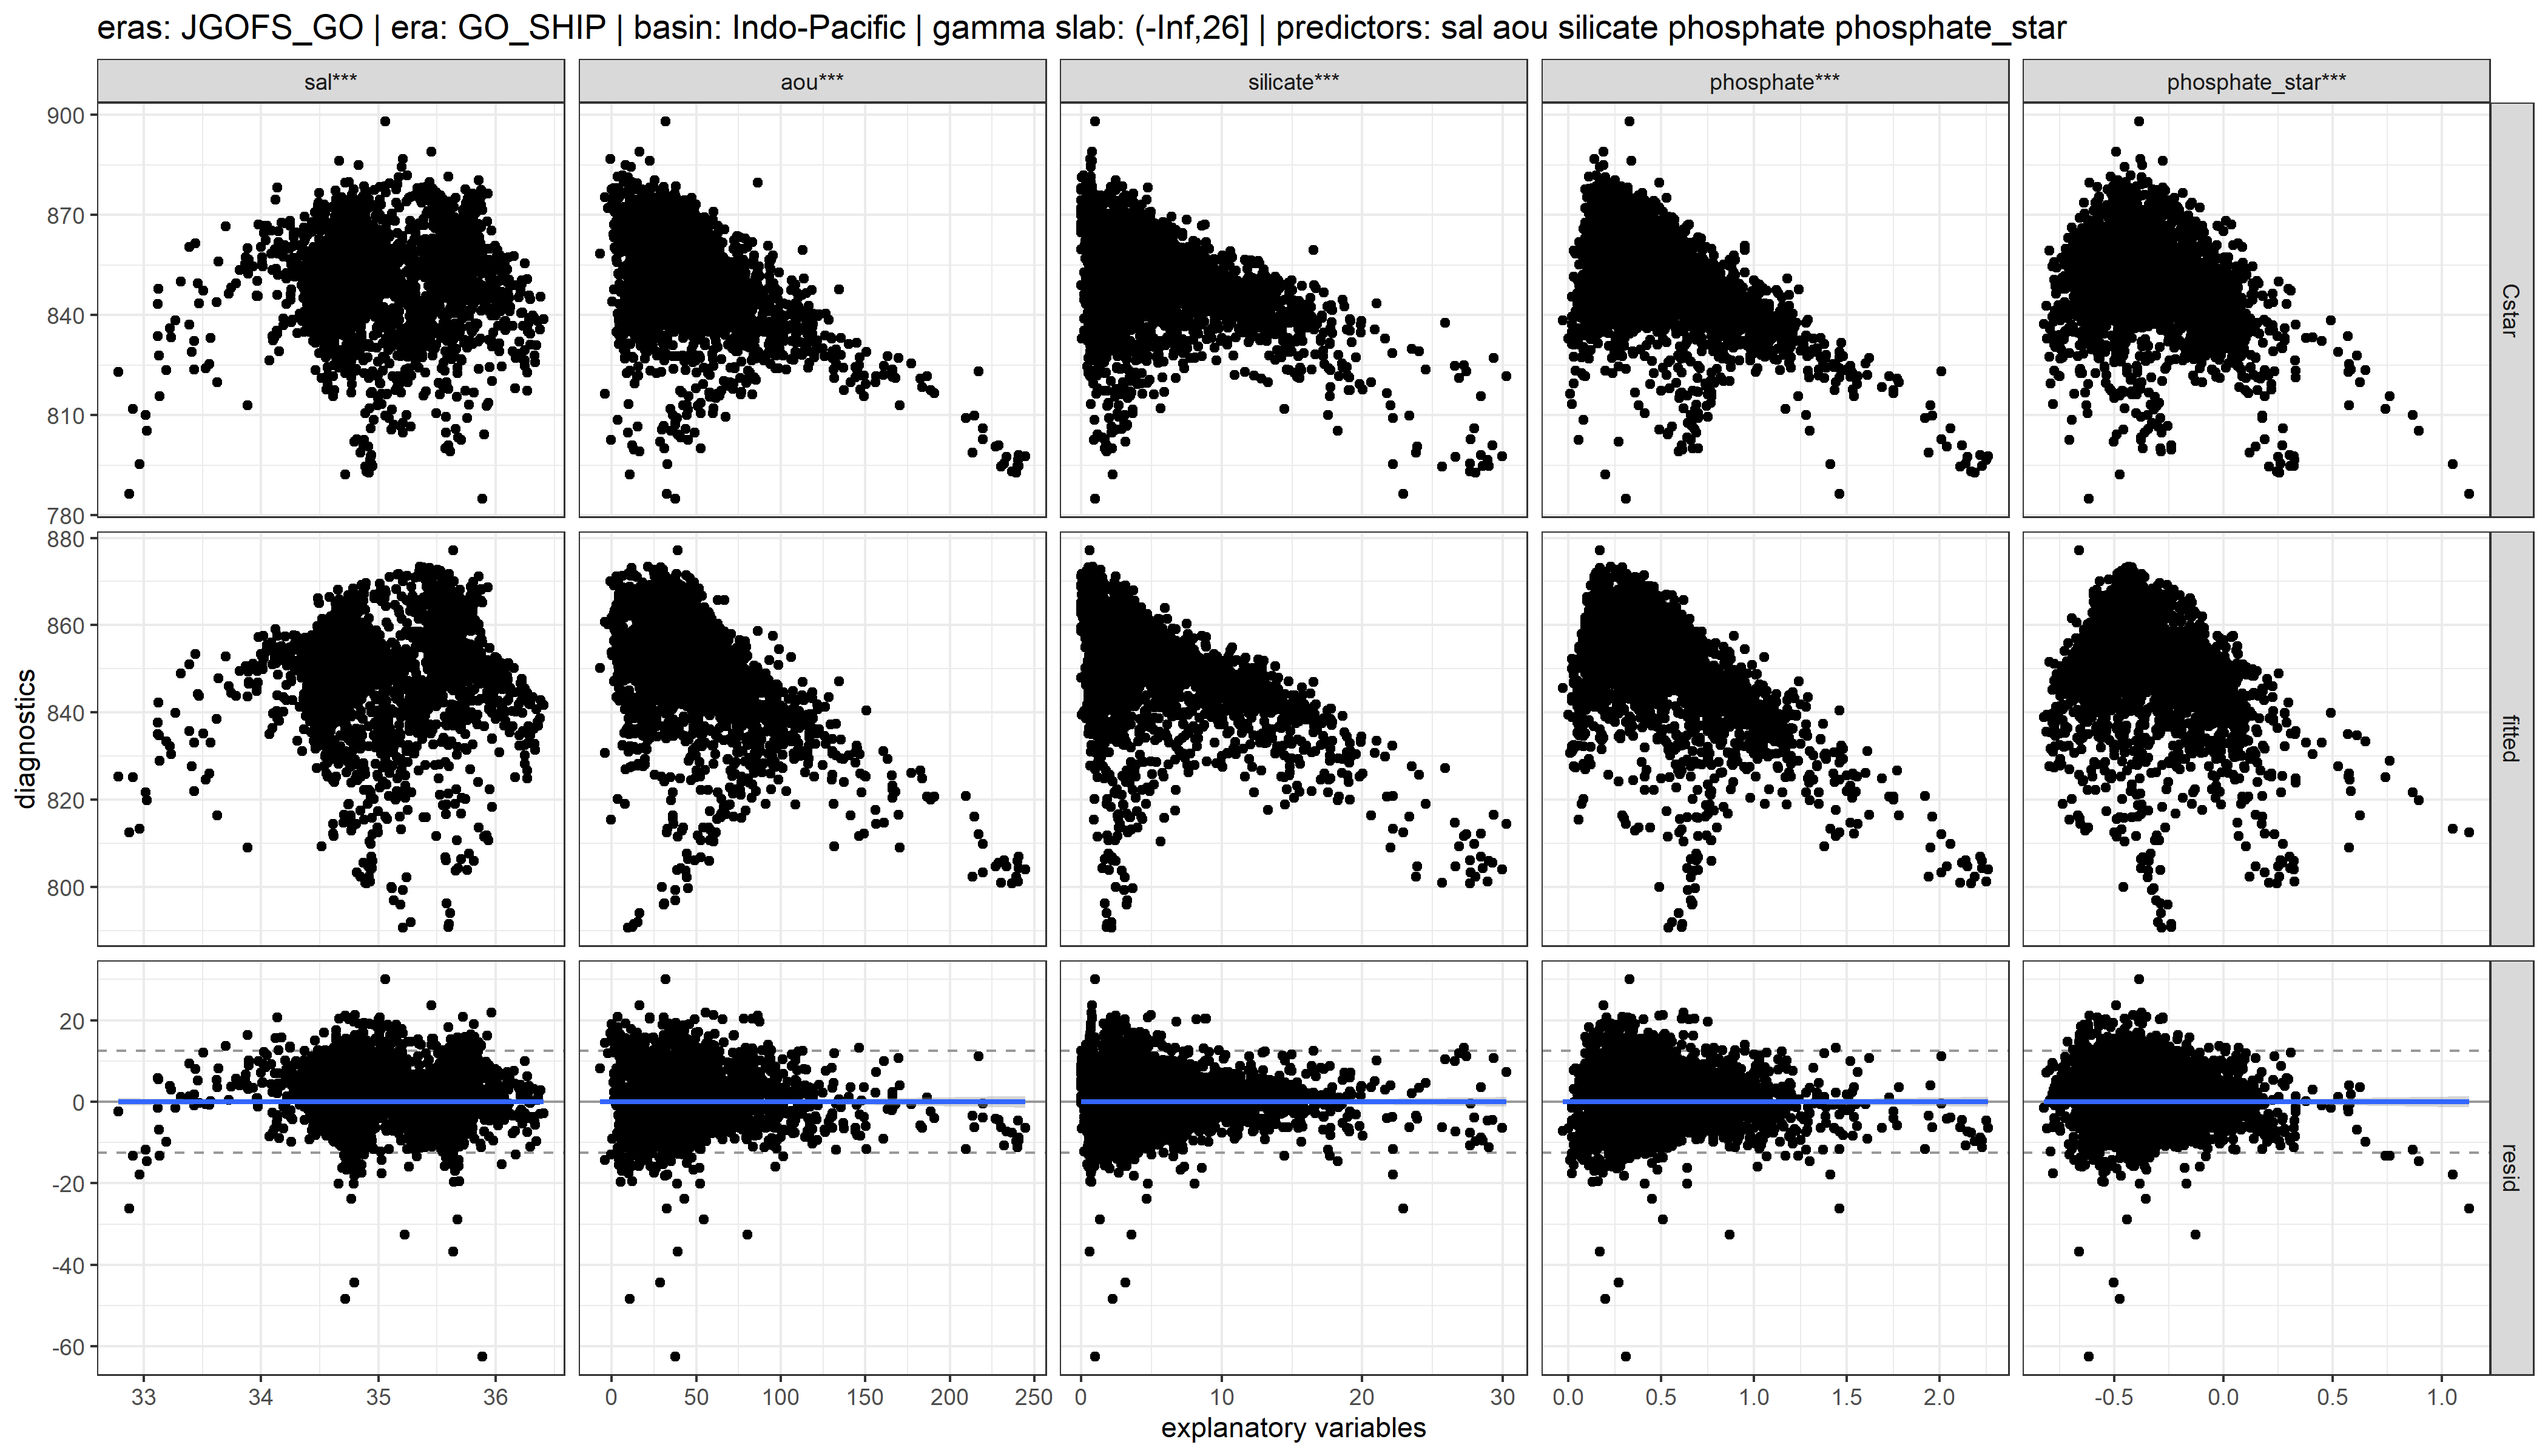 eras: JGOFS_GO | era: GO_SHIP | basin: Indo-Pacific | gamma slab: (-Inf,26] | predictors: sal aou silicate phosphate phosphate_star
sal*** aou*** silicate*** phosphate*** phosphate_star***
900
870
840
810
780
Cstar
880
860
840
820
800
fitted
diagnostics
20
0
-20
-40
-60
resid
33 34 35 36 0 50 100 150 200 250 0 10 20 30 0.0 0.5 1.0 1.5 2.0 -0.5 0.0 0.5 1.0
explanatory variables